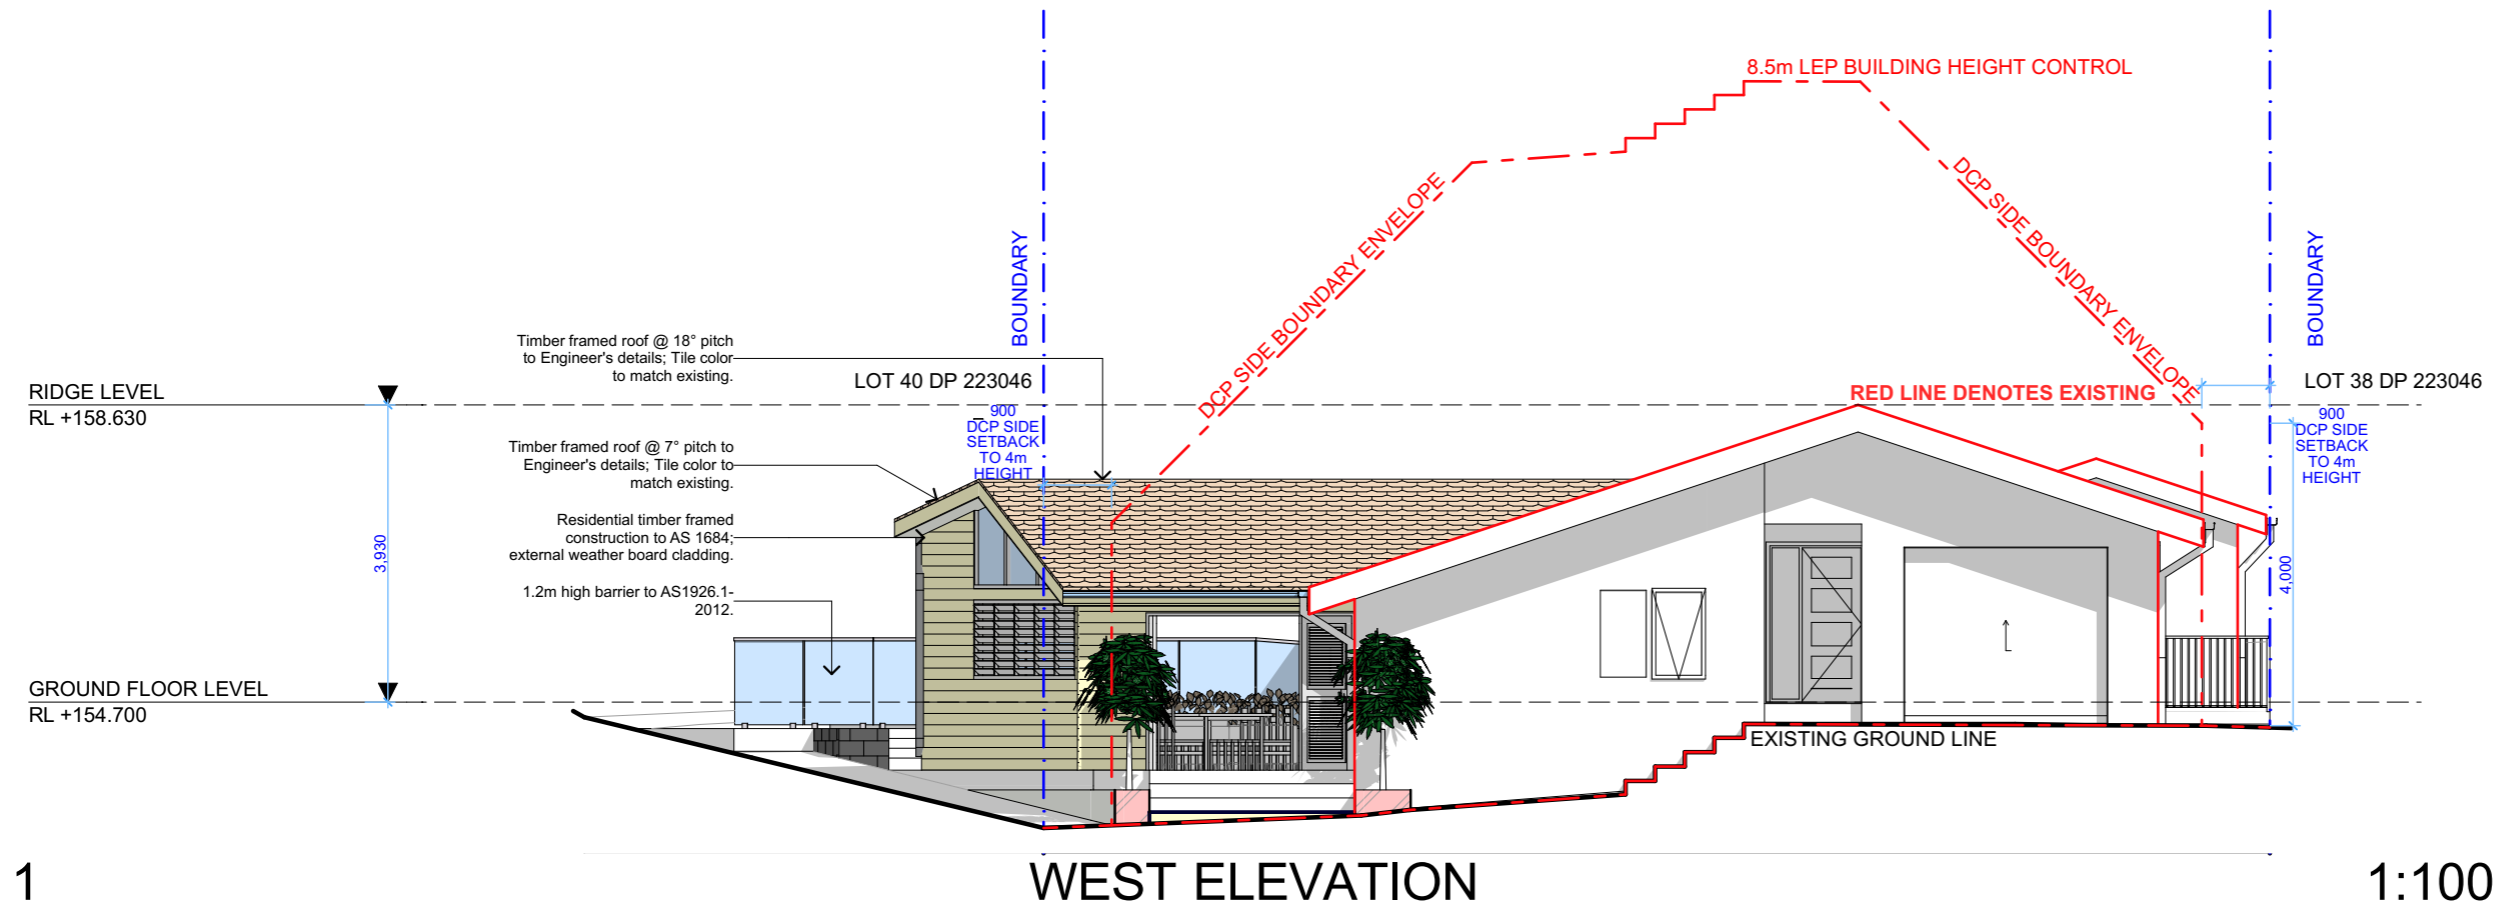 8.5m LEP BUILDING HEIGHT CONTROL
DCP SIDE BOUNDARY ENVELOPE
DCP SIDE BOUNDARY ENVELOPE
BOUNDARY
BOUNDARY
Timber framed roof @ 18° pitch
to Engineer's details; Tile color
to match existing.
LOT 40 DP 223046
RED LINE DENOTES EXISTING
LOT 38 DP 223046
RIDGE LEVEL
RL +158.630
900
DCP SIDE
SETBACK
TO 4m
HEIGHT
900
DCP SIDE
SETBACK
TO 4m
HEIGHT
Timber framed roof @ 7° pitch to
Engineer's details; Tile color to
match existing.
Residential timber framed
construction to AS 1684;
external weather board cladding.
3,930
4,000
1.2m high barrier to AS1926.1-
2012.
GROUND FLOOR LEVEL
RL +154.700
EXISTING GROUND LINE
1
WEST ELEVATION
1:100